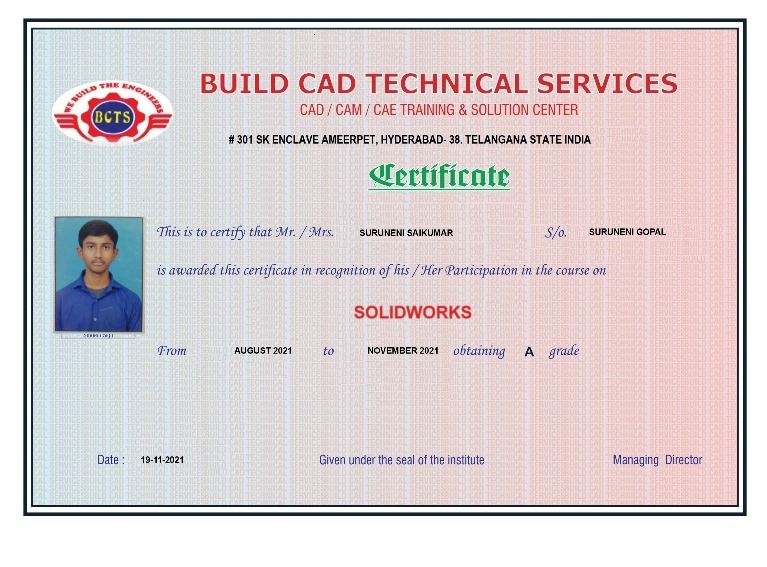 WE BUILD THE ENGINEERS
BCTS
BUILD CAD TECHNICAL SERVICES
CAD / CAM / CAE TRAINING & SOLUTION CENTER
# 301 SK ENCLAVE AMEERPET, HYDERABAD- 38. TELANGANA STATE INDIA
Certificate
This is to certify that Mr. / Mrs. SURUNENI SAIKUMAR S/o. SURUNENI GOPAL
is awarded this certificate in recognition of his / Her Participation in the course on
SOLIDWORKS
From AUGUST 2021 to NOVEMBER 2021 obtaining A grade
Date : 19-11-2021 Given under the seal of the institute Managing Director